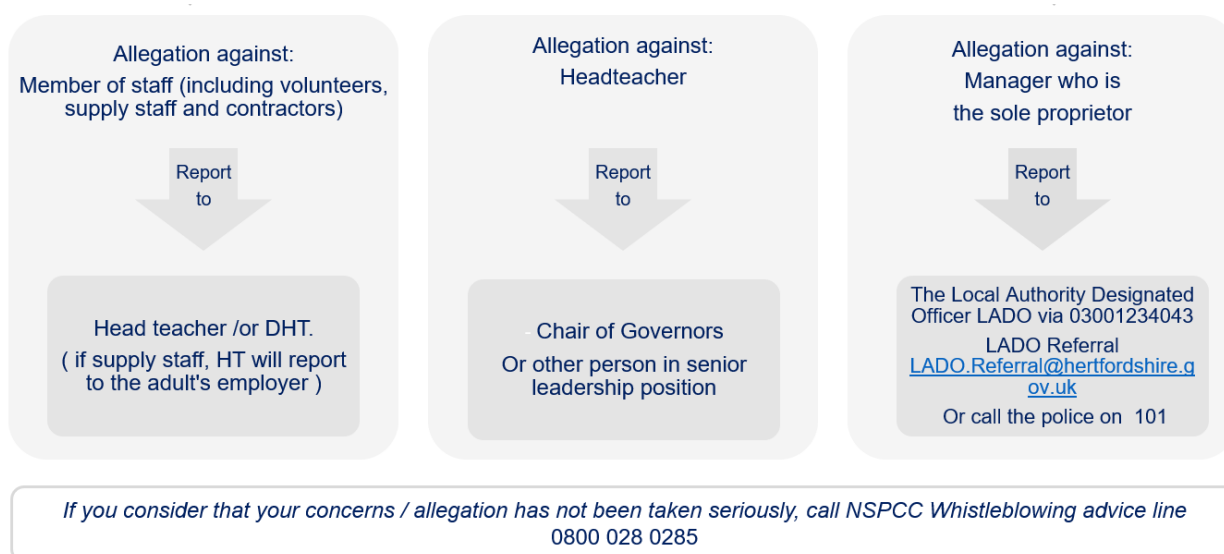 Allegation against:
Member of staff (including volunteers,
supply staff and contractors)
Report
to
Head teacher /or DHT.
( if supply staff, HT will report
to the adult's employer )
Allegation against:
Headteacher
Report
to
- Chair of Governors
Or other person in senior
leadership position
Allegation against:
Manager who is
the sole proprietor
Report
to
The Local Authority Designated
Officer LADO via 03001234043
LADO Referral
LADO.Referral@hertfordshire.g
ov.uk
Or call the police on 101
If you consider that your concerns / allegation has not been taken seriously, call NSPCC Whistleblowing advice line
0800 028 0285